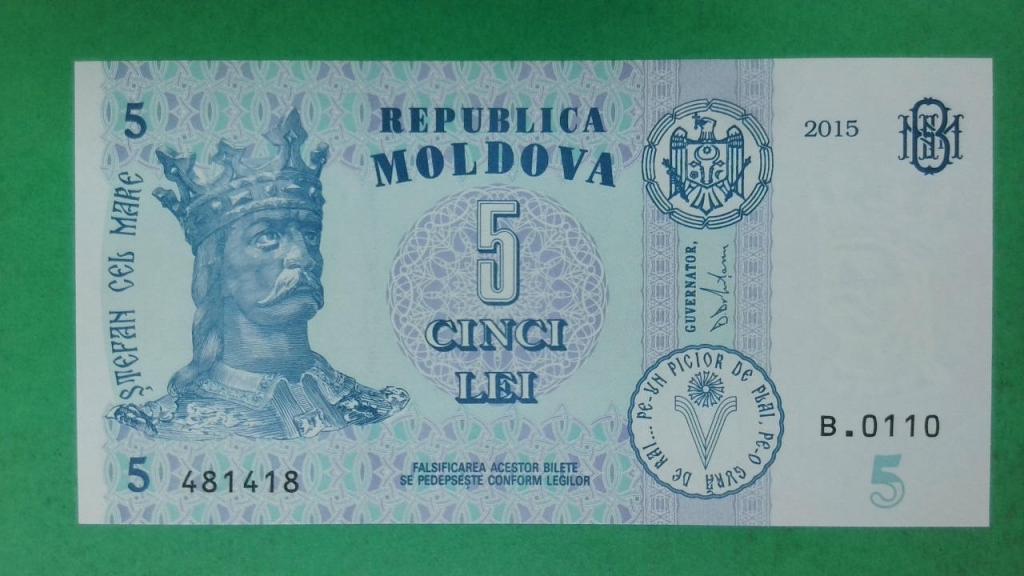 5
ȘTEFAN CEL MARE
REPUBLICA
MOLDOVA
5
CINCI
LEI
5
481418
FALSIFICAREA ACESTOR BILETE
SE PEDEPSEȘTE CONFORM LEGILOR
GUVERNATOR,
PE-UN PICIOR DE PLAI, PE-O GURĂ DE RAI...
2015
B.0110
5